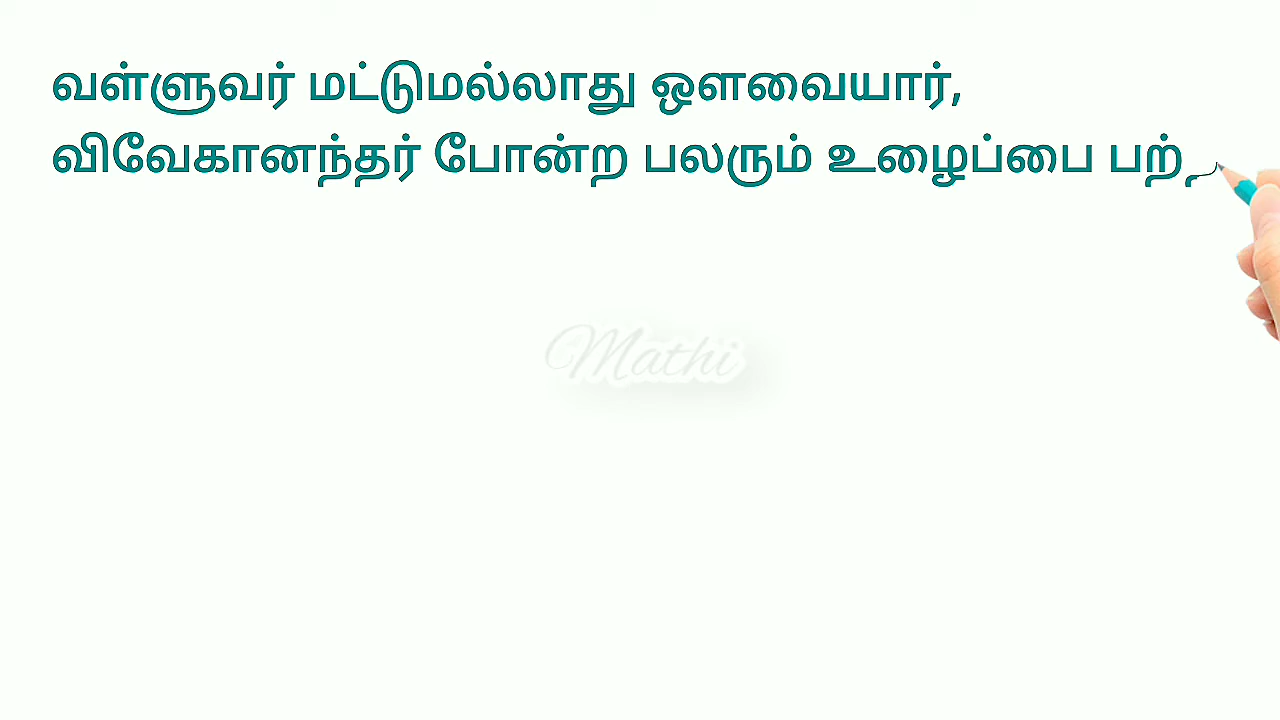 வள்ளுவர் மட்டுமல்லாது ஔவையார்,
விவேகானந்தர் போன்ற பலரும் உழைப்பை பற்
Mathi